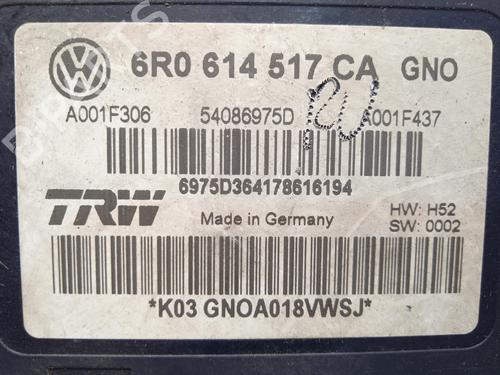 6R0 614 517 CA GNO
A001F306 54086975D A001F437
6975D364178616194
TRW Made in Germany HW: H52
SW: 0002
*K03 GNOA018VWSJ*